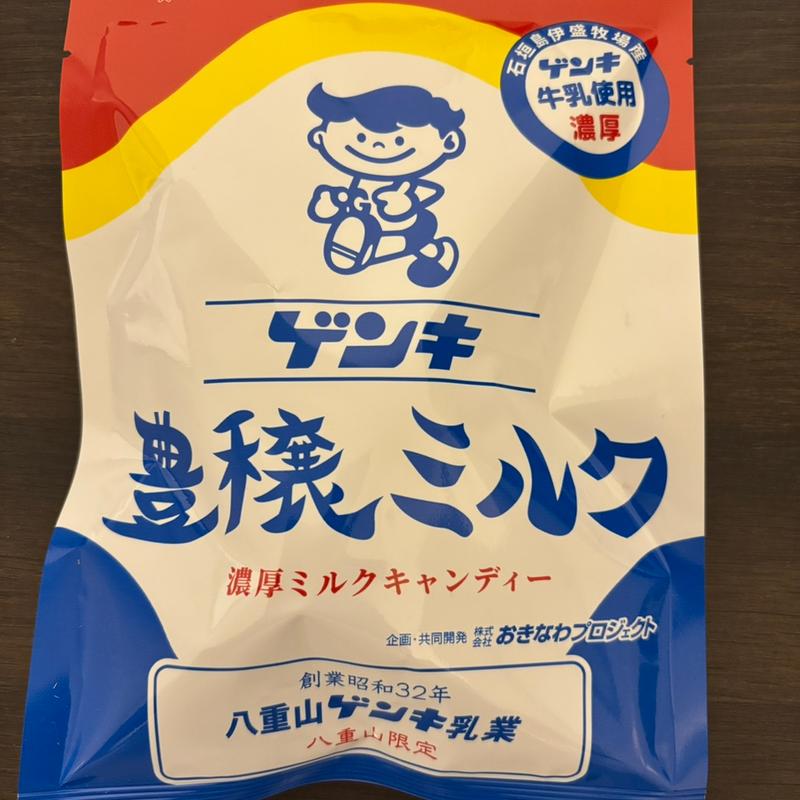 石垣島伊盛牧場産
ゲンキ
牛乳使用
濃厚
G
ゲンキ
豊穣ミルク
濃厚ミルクキャンディー
企画・共同開発 株式会社 おきなわプロジェクト
創業昭和32年
八重山ゲンキ乳業
八重山限定